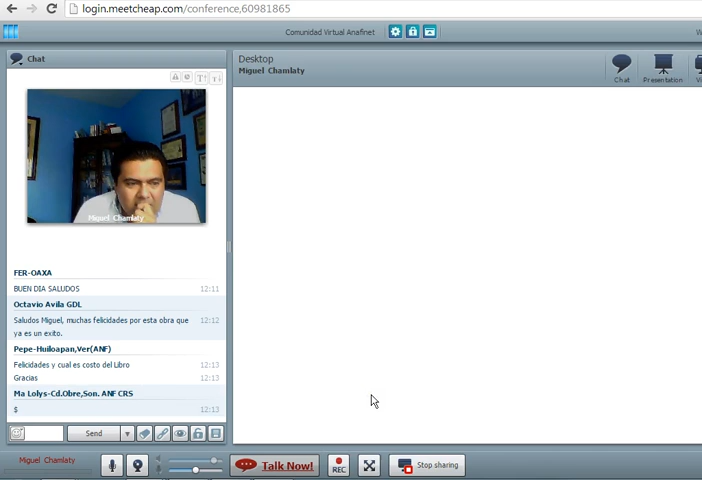 login.meetcheap.com/conference,60981865
Comunidad Virtual Anafinet
W
Chat
Desktop
Miguel Chamlaty
Chat
Presentation
Miguel Chamlaty
FER-OAXA
BUEN DIA SALUDOS 12:11
Octavio Avila GDL
Saludos Miguel, muchas felicidades por esta obra que 12:12
ya es un exito.
Pepe-Huiloapan,Ver(ANF)
Felicidades y cual es costo del Libro 12:13
Gracias 12:13
Ma Lolys-Cd.Obre,Son. ANF CRS
$ 12:13
Send
Miguel Chamlaty
Talk Now!
REC
Stop sharing